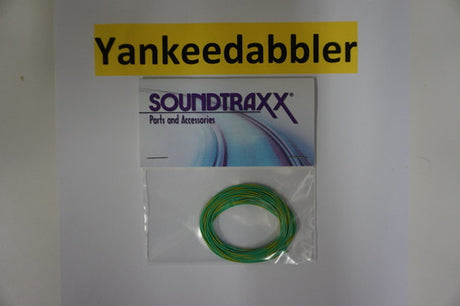 Yankeedabbler
SOUNDTRAXX®
Parts and Accessories